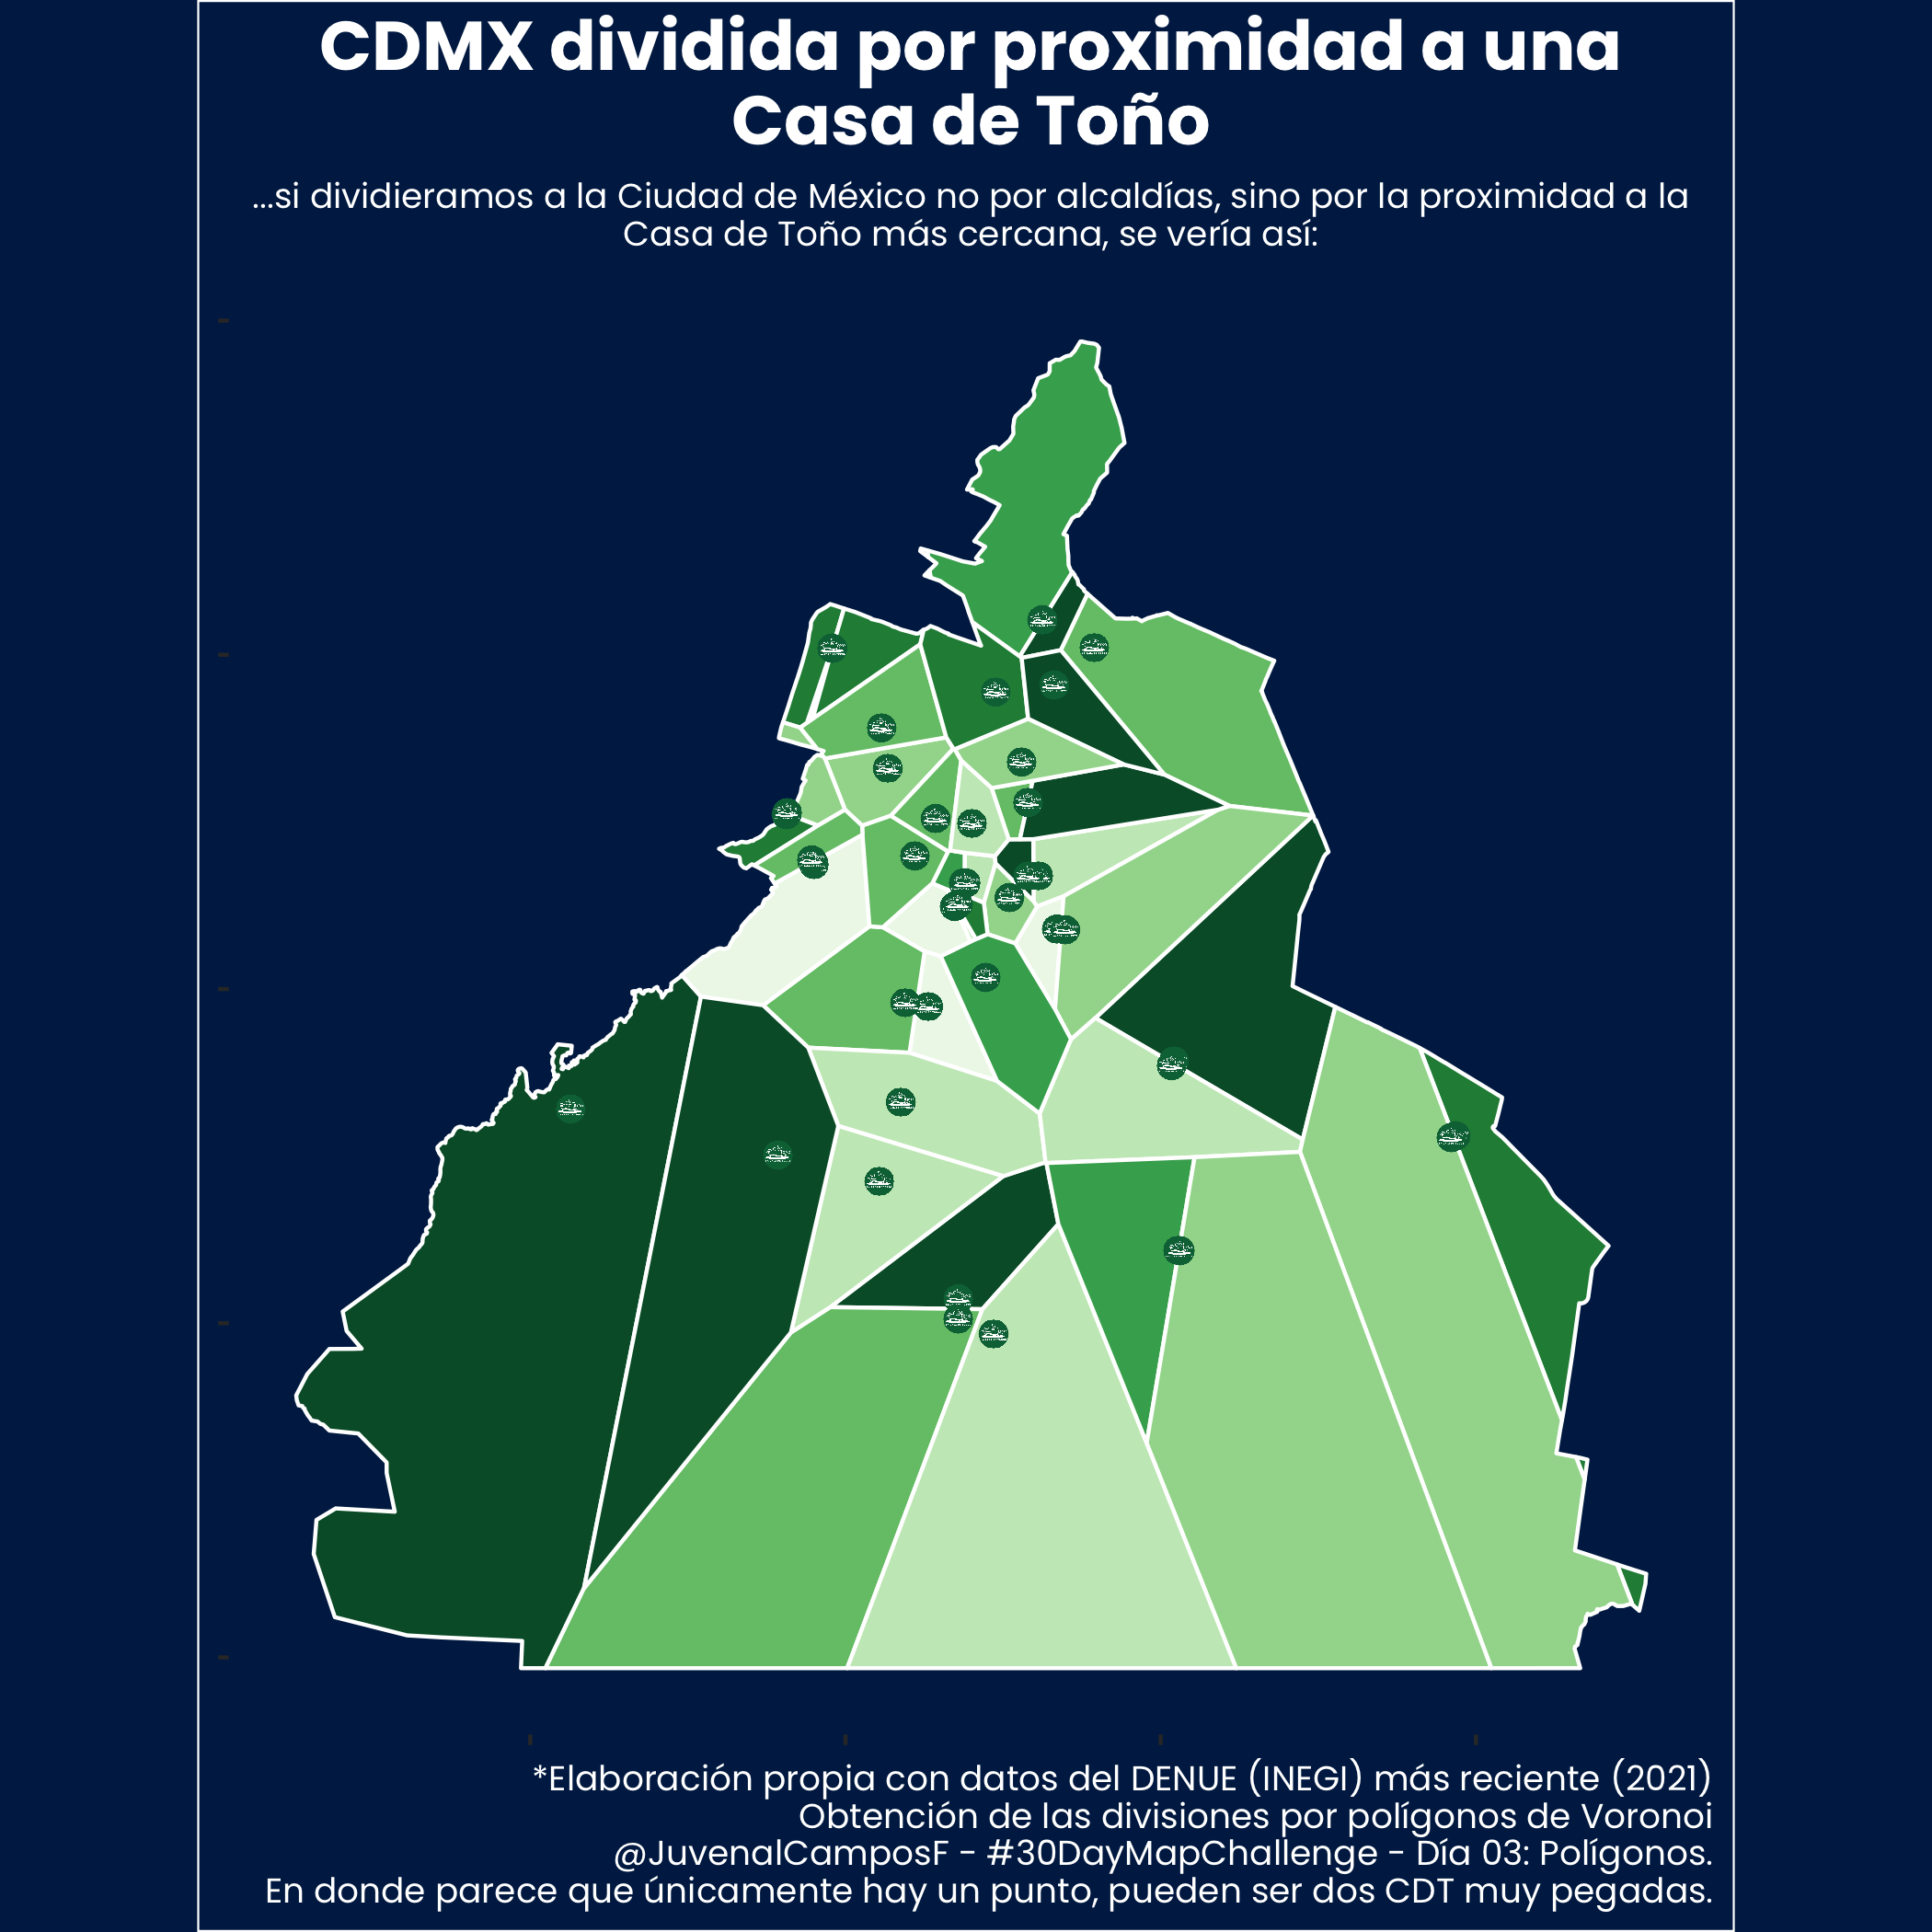 CDMX dividida por proximidad a una
Casa de Toño
...si dividieramos a la Ciudad de México no por alcaldías, sino por la proximidad a la
Casa de Toño más cercana, se vería así:
*Elaboración propia con datos del DENUE (INEGI) más reciente (2021)
Obtención de las divisiones por polígonos de Voronoi
@JuvenalCamposF - #30DayMapChallenge - Día 03: Polígonos.
En donde parece que únicamente hay un punto, pueden ser dos CDT muy pegadas.